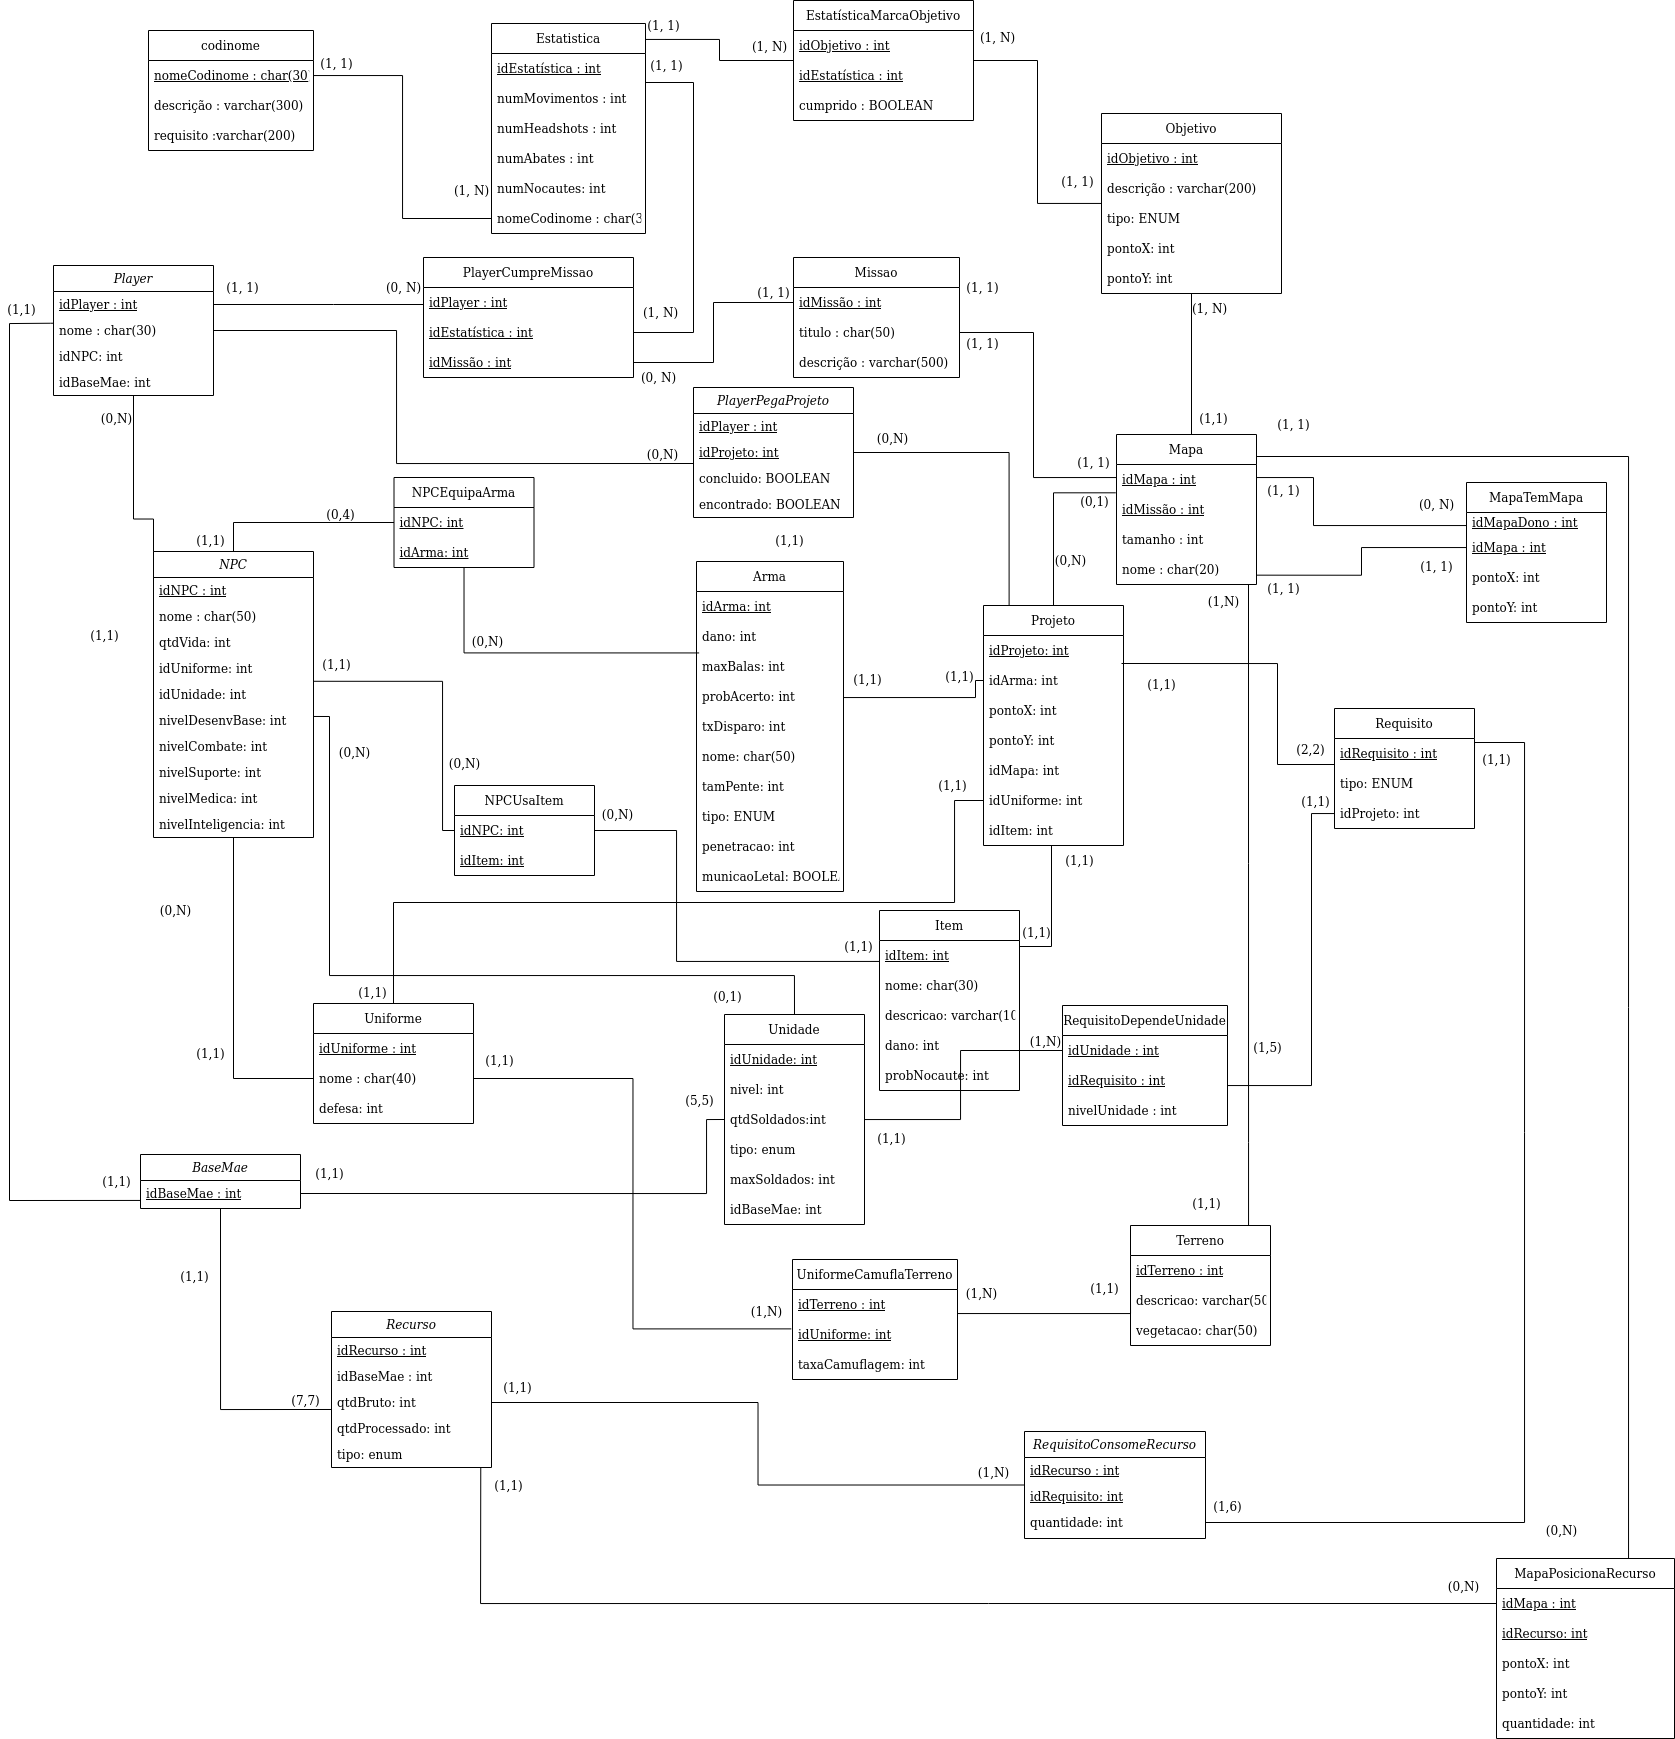 EstatísticaMarcaObjetivo
idObjetivo : int
idEstatística : int
cumprido : BOOLEAN
codinome
nomeCodinome : char(30
descrição : varchar(300)
requisito :varchar(200)
(1, 1)
(1, N)
Estatistica
idEstatística : int
numMovimentos : int
numHeadshots : int
numAbates : int
numNocautes: int
nomeCodinome : char(3
(1, 1)
(1, 1)
(1, N)
(1, N)
Objetivo
idObjetivo : int
descrição : varchar(200)
tipo: ENUM
pontoX: int
pontoY: int
(1, 1)
(1, N)
(1,1)
Player
idPlayer : int
nome : char(30)
idNPC: int
idBaseMae: int
(1,1)
(1, 1)
(0, N)
(0,N)
PlayerCumpreMissao
idPlayer : int
idEstatística : int
idMissão : int
(1, N)
(0, N)
(1, 1)
Missao
idMissão : int
titulo : char(50)
descrição : varchar(500)
(1, 1)
(1, 1)
PlayerPegaProjeto
idPlayer : int
idProjeto: int
concluido: BOOLEAN
encontrado: BOOLEAN
(0,N)
(0,N)
(1,1)
Mapa
idMapa : int
idMissão : int
tamanho : int
nome : char(20)
(1, 1)
(1, 1)
(0,1)
(1, 1)
(1, 1)
(0,N)
(1,N)
MapaTemMapa
idMapaDono : int
idMapa : int
pontoX: int
pontoY: int
(0, N)
(1, 1)
NPCEquipaArma
idNPC: int
idArma: int
(0,4)
(0,N)
NPC
idNPC : int
nome : char(50)
qtdVida: int
idUniforme: int
idUnidade: int
nivelDesenvBase: int
nivelCombate: int
nivelSuporte: int
nivelMedica: int
nivelInteligencia: int
(1,1)
(1,1)
(1,1)
(0,N)
(0,N)
(0,N)
Arma
idArma: int
dano: int
maxBalas: int
probAcerto: int
txDisparo: int
nome: char(50)
tamPente: int
tipo: ENUM
penetracao: int
municaoLetal: BOOLE
(1,1)
(1,1)
(1,1)
Projeto
idProjeto: int
idArma: int
pontoX: int
pontoY: int
idMapa: int
idUniforme: int
idItem: int
(1,1)
(1,1)
Requisito
idRequisito : int
tipo: ENUM
idProjeto: int
(2,2)
(1,1)
(1,1)
NPCUsaItem
idNPC: int
idItem: int
(0,N)
(1,1)
Item
idItem: int
nome: char(30)
descricao: varchar(10
dano: int
probNocaute: int
(1,1)
Uniforme
idUniforme : int
nome : char(40)
defesa: int
(1,1)
(1,1)
(1,1)
Unidade
idUnidade: int
nivel: int
qtdSoldados:int
tipo: enum
maxSoldados: int
idBaseMae: int
(0,1)
(5,5)
(1,1)
RequisitoDependeUnidade
idUnidade : int
idRequisito : int
nivelUnidade : int
(1,N)
(1,5)
BaseMae
idBaseMae : int
(1,1)
(1,1)
(1,1)
Terreno
idTerreno : int
descricao: varchar(50
vegetacao: char(50)
(1,1)
(1,1)
UniformeCamuflaTerreno
idTerreno : int
idUniforme: int
taxaCamuflagem: int
(1,N)
(1,N)
Recurso
idRecurso : int
idBaseMae : int
qtdBruto: int
qtdProcessado: int
tipo: enum
(7,7)
(1,1)
(1,1)
RequisitoConsomeRecurso
idRecurso : int
idRequisito: int
quantidade: int
(1,N)
(1,6)
MapaPosicionaRecurso
idMapa : int
idRecurso: int
pontoX: int
pontoY: int
quantidade: int
(0,N)
(0,N)